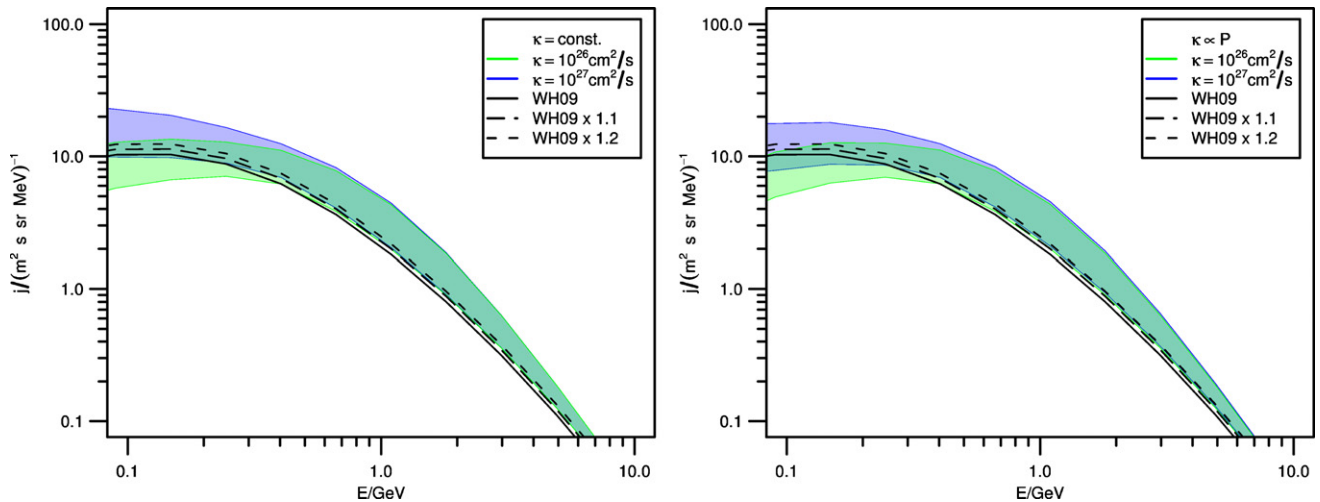 100.0
10.0
1.0
0.1
j/(m² s sr MeV)⁻¹
κ = const.
κ = 10²⁶cm²/s
κ = 10²⁷cm²/s
WH09
WH09 x 1.1
WH09 x 1.2
0.1 1.0 10.0
E/GeV
100.0
10.0
1.0
0.1
j/(m² s sr MeV)⁻¹
κ ∝ P
κ = 10²⁶cm²/s
κ = 10²⁷cm²/s
WH09
WH09 x 1.1
WH09 x 1.2
0.1 1.0 10.0
E/GeV